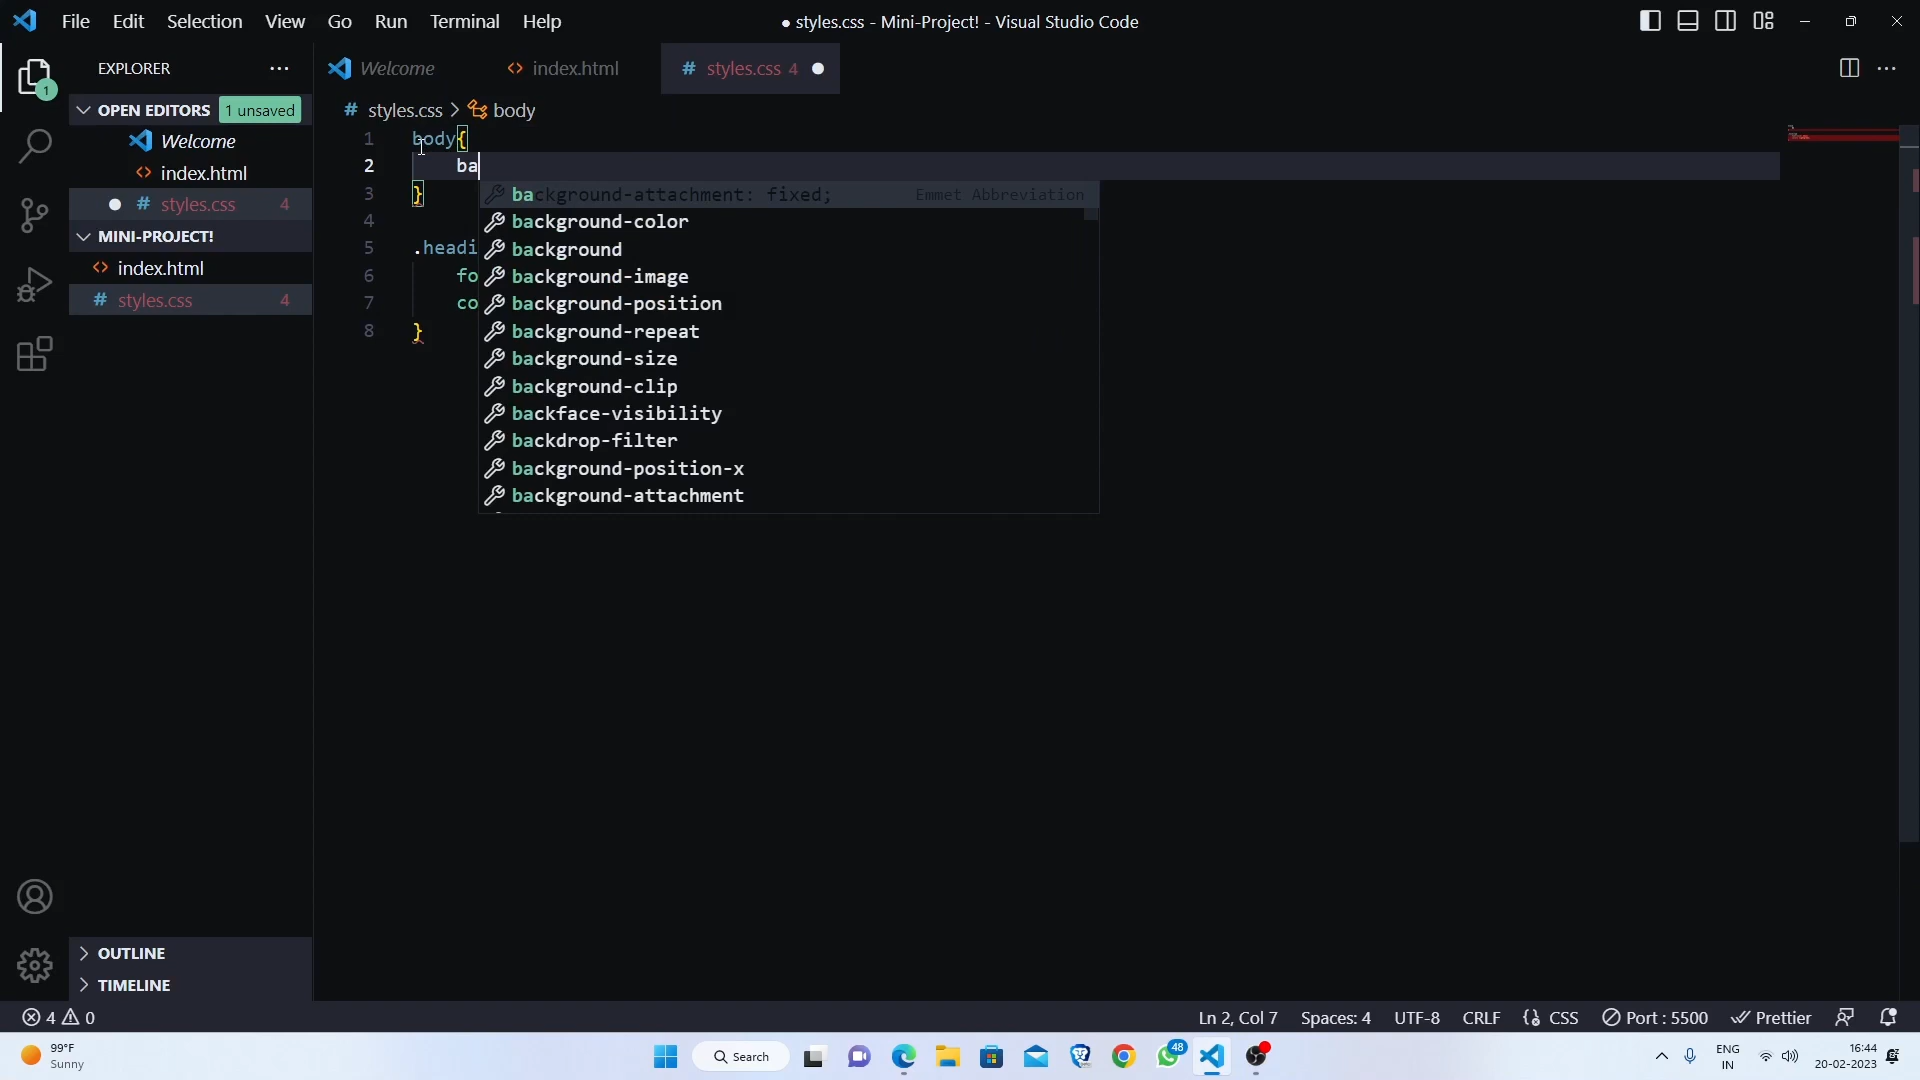 File Edit Selection View Go Run Terminal Help
● styles.css - Mini-Project! - Visual Studio Code
EXPLORER ···
1
OPEN EDITORS 1 unsaved
Welcome
index.html
● # styles.css 4
MINI-PROJECT!
index.html
# styles.css 4
OUTLINE
TIMELINE
Welcome
<> index.html
# styles.css 4 ●
# styles.css > body
1 body{
2 ba
3 }
4
5 .headi
6 fo
7 co
8 }
background-attachment: fixed; Emmet Abbreviation
background-color
background
background-image
background-position
background-repeat
background-size
background-clip
backface-visibility
backdrop-filter
background-position-x
background-attachment
4 0
Ln 2, Col 7 Spaces: 4 UTF-8 CRLF {} CSS Port : 5500 Prettier
99°F
Sunny
Search
48
ENG
IN
16:44
20-02-2023